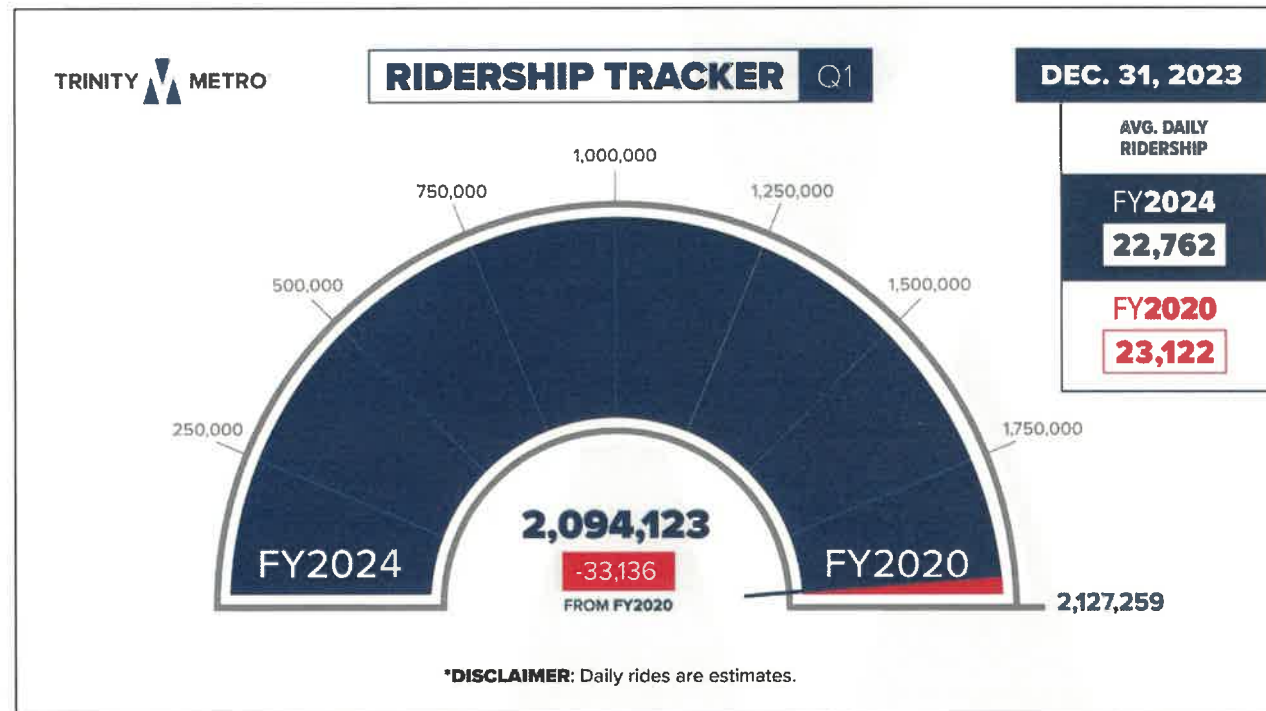 TRINITY METRO
RIDERSHIP TRACKER Q1
DEC. 31, 2023
AVG. DAILY
RIDERSHIP
FY2024
22,762
FY2020
23,122
250,000
500,000
750,000
1,000,000
1,250,000
1,500,000
1,750,000
2,127,259
FY2024
2,094,123
-33,136
FROM FY2020
FY2020
*DISCLAIMER: Daily rides are estimates.